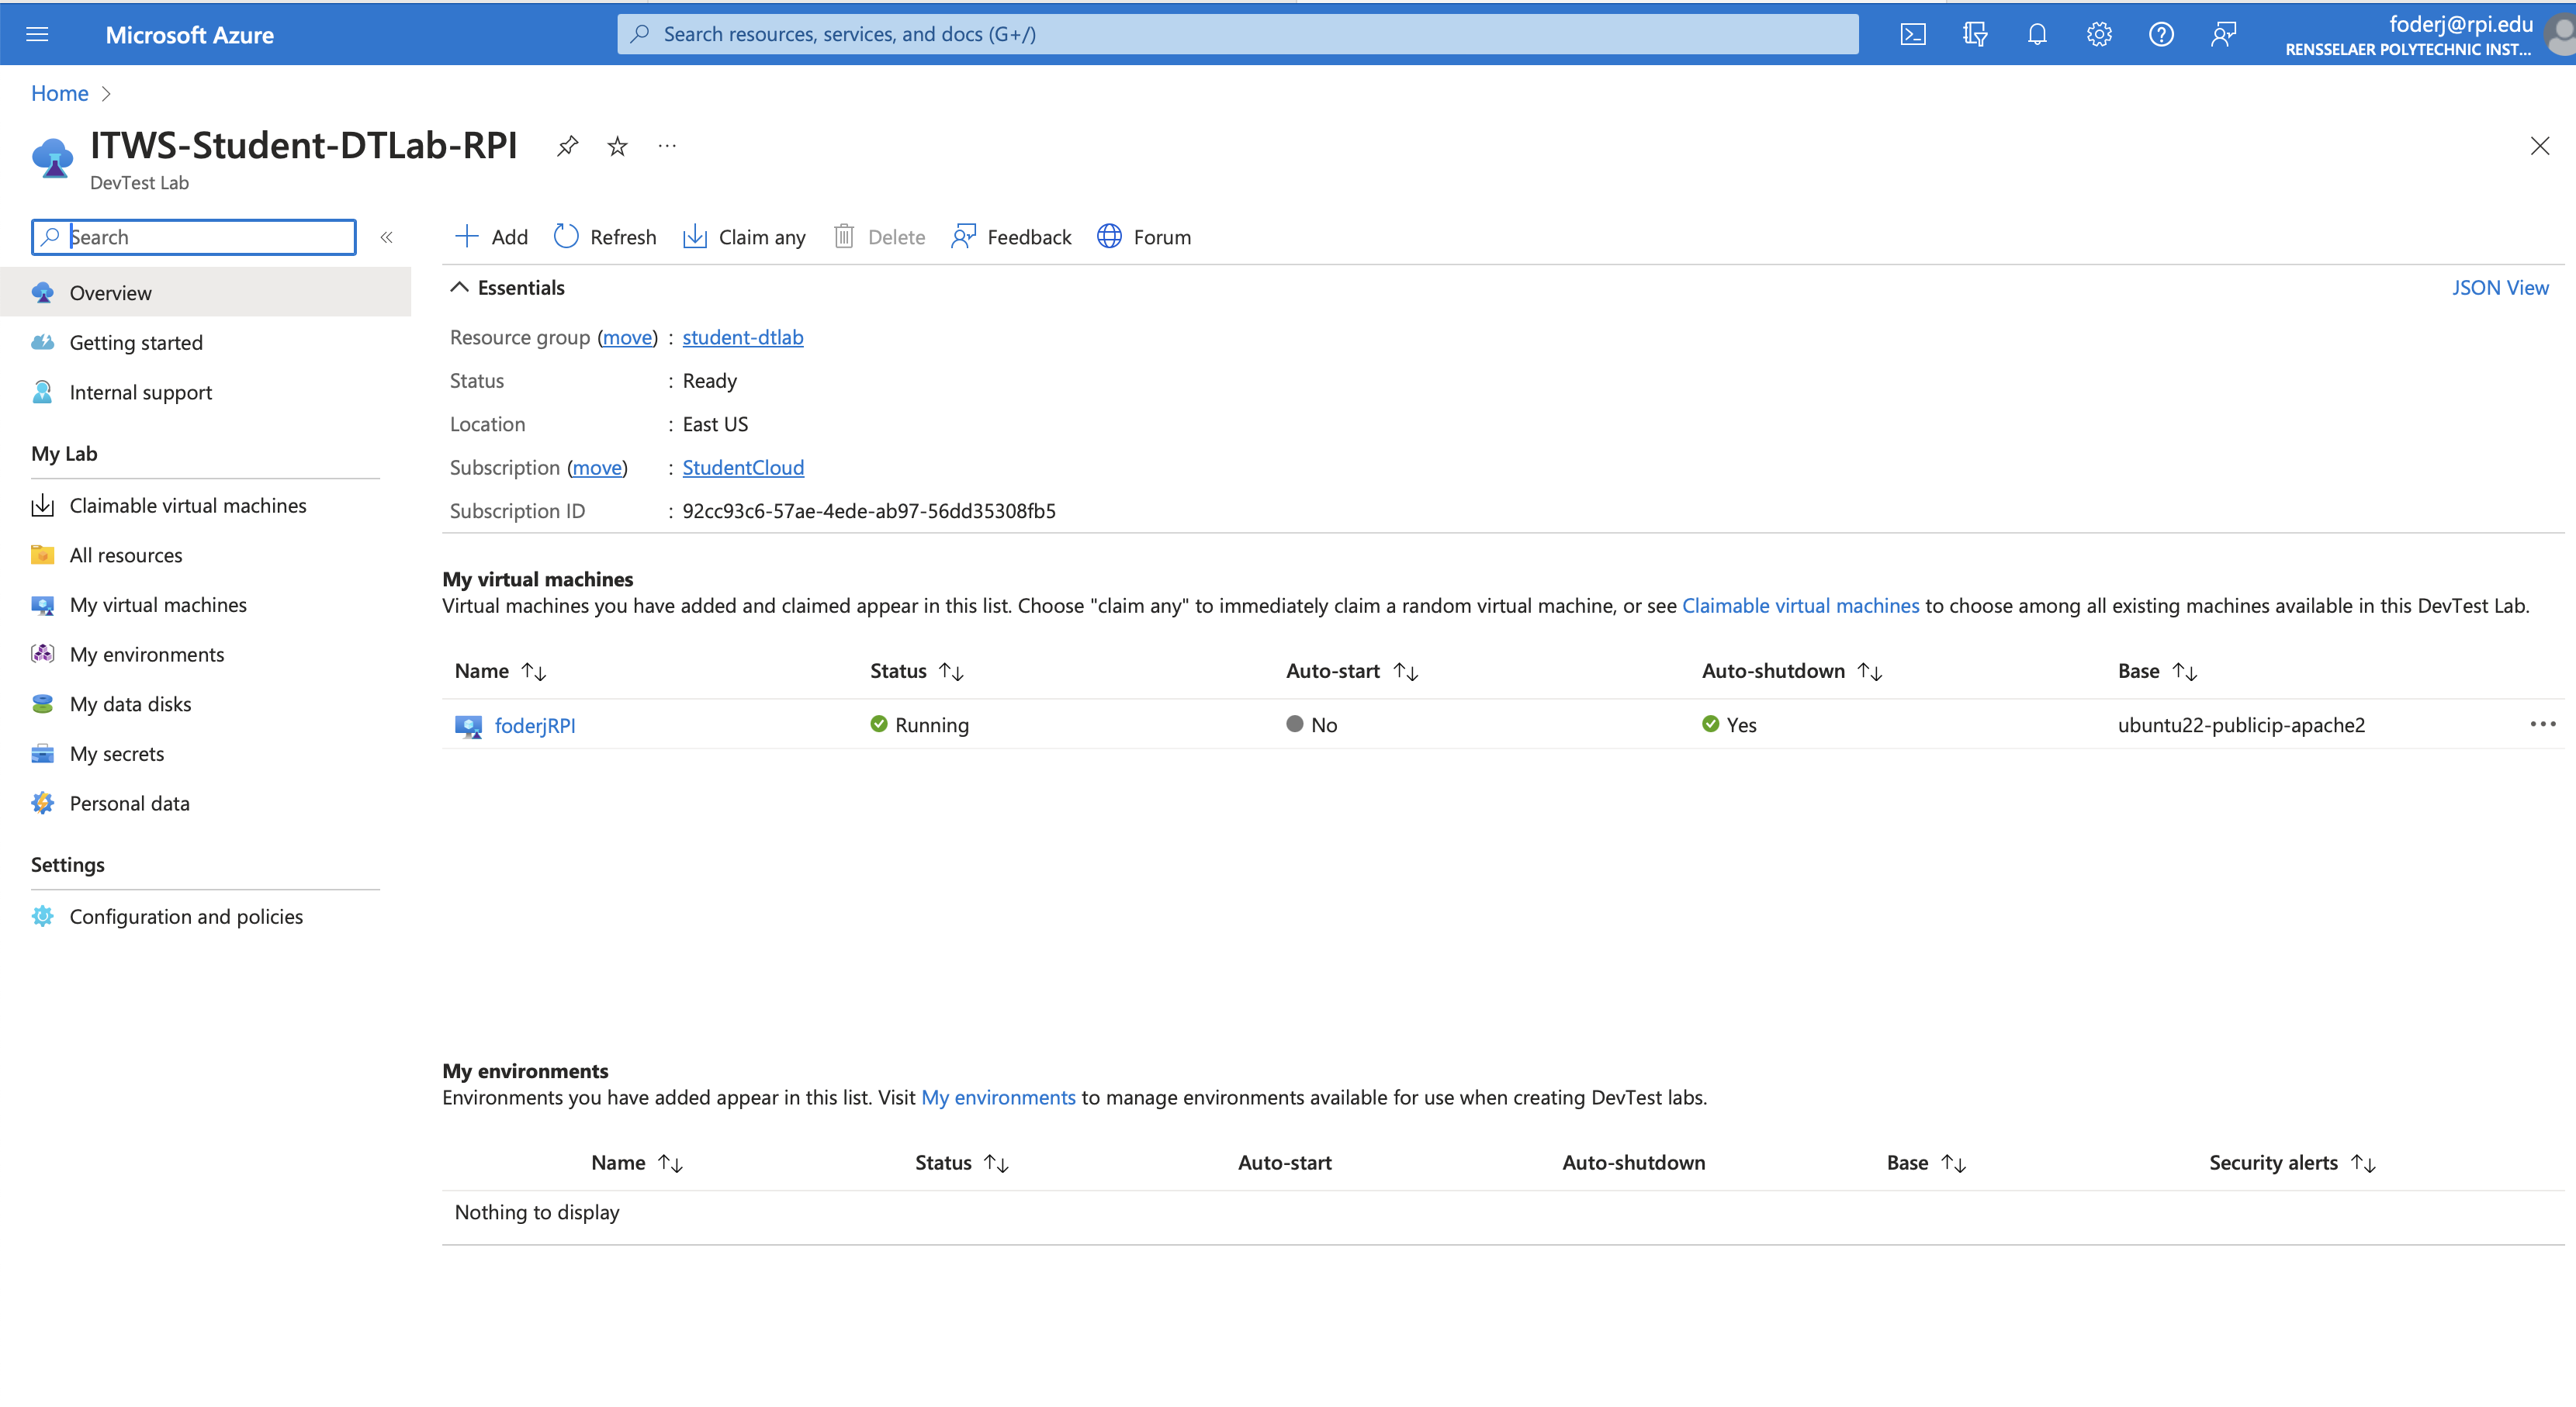 Microsoft Azure
Search resources, services, and docs (G+/)
foderj@rpi.edu
RENSSELAER POLYTECHNIC INST...
Home
ITWS-Student-DTLab-RPI
DevTest Lab
Search
Add
Refresh
Claim any
Delete
Feedback
Forum
Overview
Getting started
Internal support
My Lab
Claimable virtual machines
All resources
My virtual machines
My environments
My data disks
My secrets
Personal data
Settings
Configuration and policies
Essentials
JSON View
Resource group (move) : student-dtlab
Status : Ready
Location : East US
Subscription (move) : StudentCloud
Subscription ID : 92cc93c6-57ae-4ede-ab97-56dd35308fb5
My virtual machines
Virtual machines you have added and claimed appear in this list. Choose "claim any" to immediately claim a random virtual machine, or see Claimable virtual machines to choose among all existing machines available in this DevTest Lab.
Name Status Auto-start Auto-shutdown Base
foderjRPI Running No Yes ubuntu22-publicip-apache2
My environments
Environments you have added appear in this list. Visit My environments to manage environments available for use when creating DevTest labs.
Name Status Auto-start Auto-shutdown Base Security alerts
Nothing to display